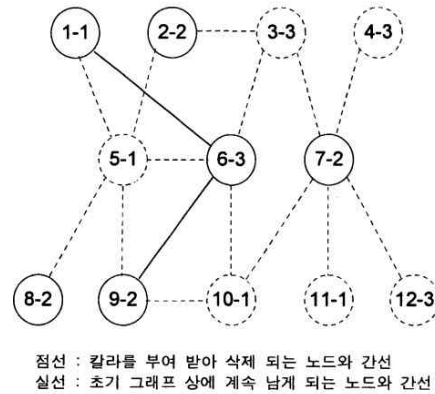 1-1 2-2 3-3 4-3
5-1 6-3 7-2
8-2 9-2 10-1 11-1 12-3
점선 : 칼라를 부여 받아 삭제 되는 노드와 간선
실선 : 초기 그래프 상에 계속 남게 되는 노드와 간선